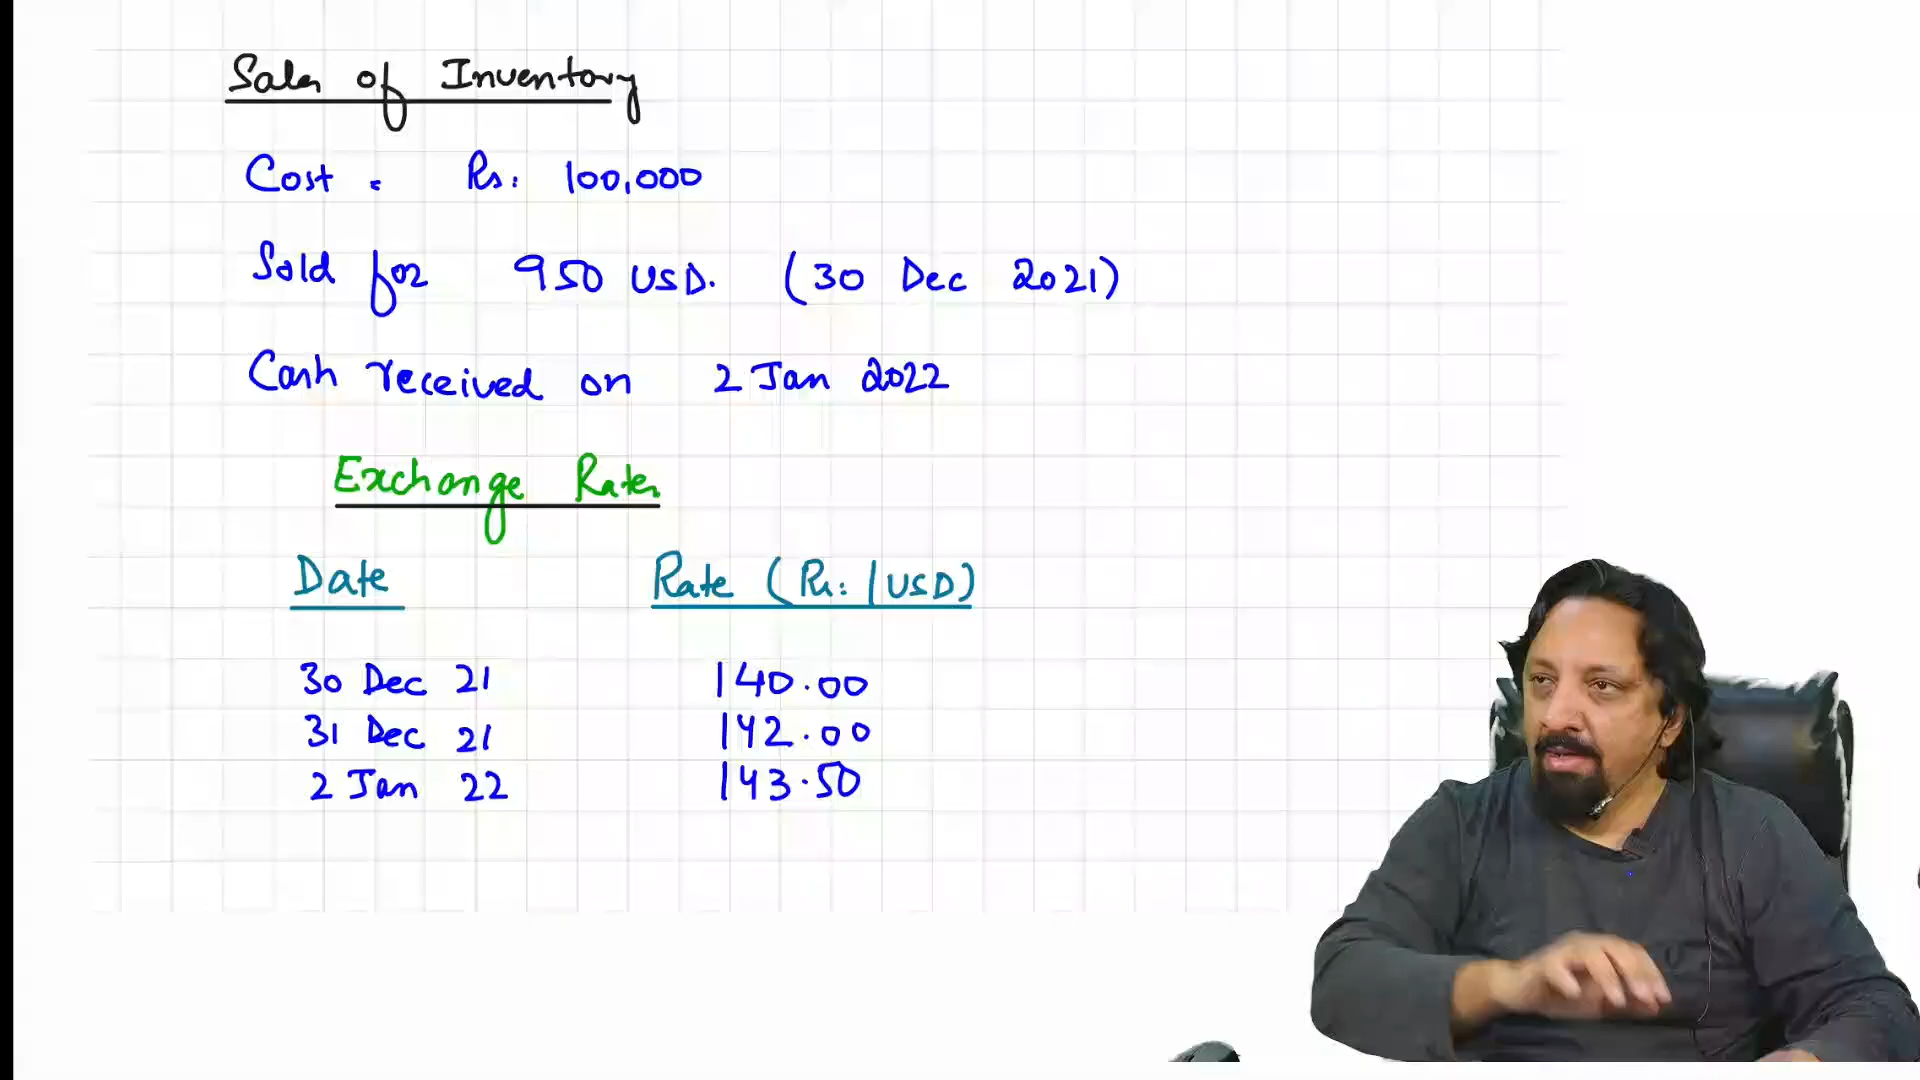 Sales of Inventory
Cost = Rs: 100,000
Sold for 950 USD. (30 Dec 2021)
Cash received on 2 Jan 2022
Exchange Rates
Date Rate (Rs: / USD)
30 Dec 21 140.00
31 Dec 21 142.00
2 Jan 22 143.50